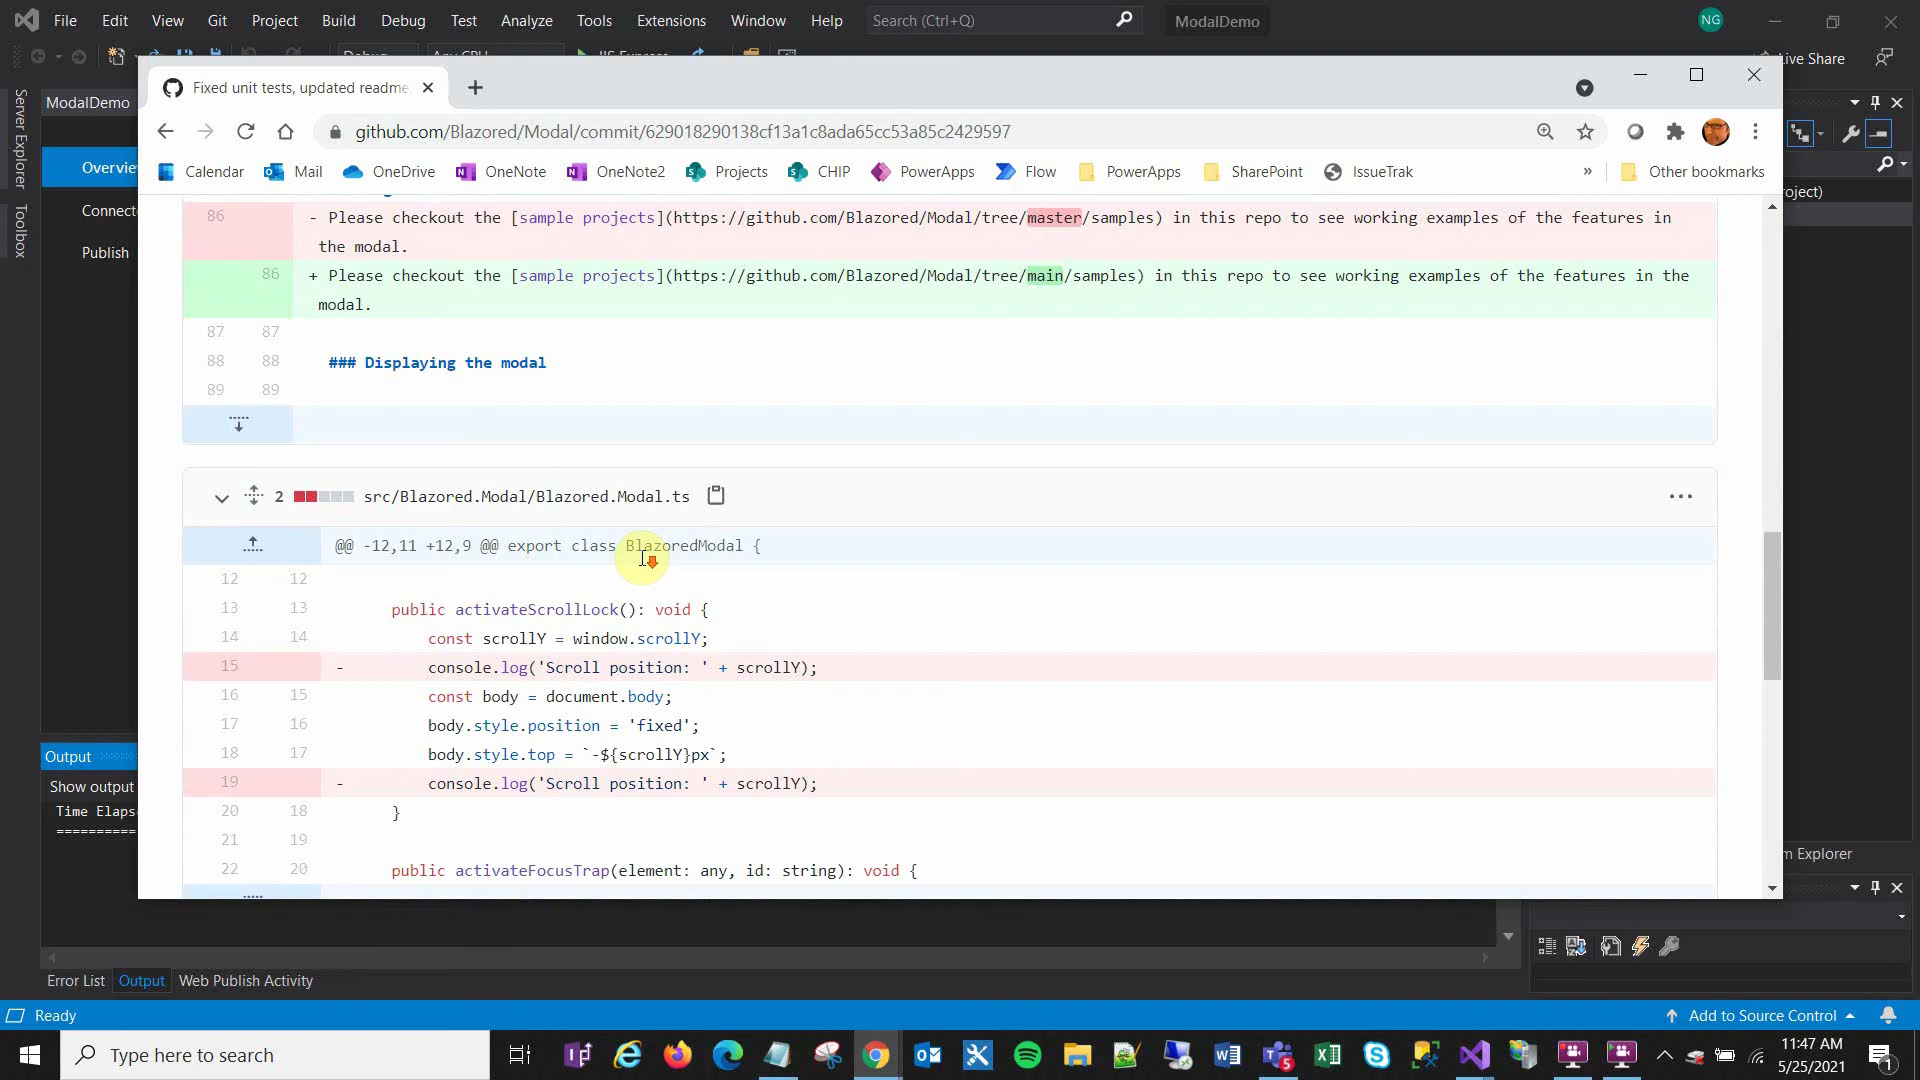 File Edit View Git Project Build Debug Test Analyze Tools Extensions Window Help Search (Ctrl+Q) ModalDemo NG
Live Share
Server Explorer
Toolbox
ModalDemo
Overvie
Connect
Publish
Fixed unit tests, updated readme,
github.com/Blazored/Modal/commit/629018290138cf13a1c8ada65cc53a85c2429597
Calendar Mail OneDrive OneNote OneNote2 Projects CHIP PowerApps Flow PowerApps SharePoint IssueTrak » Other bookmarks
86 - Please checkout the [sample projects](https://github.com/Blazored/Modal/tree/master/samples) in this repo to see working examples of the features in
the modal.
86 + Please checkout the [sample projects](https://github.com/Blazored/Modal/tree/main/samples) in this repo to see working examples of the features in the
modal.
87 87
88 88 ### Displaying the modal
89 89
2 src/Blazored.Modal/Blazored.Modal.ts
@@ -12,11 +12,9 @@ export class BlazoredModal {
12 12
13 13 public activateScrollLock(): void {
14 14 const scrollY = window.scrollY;
15 - console.log('Scroll position: ' + scrollY);
16 15 const body = document.body;
17 16 body.style.position = 'fixed';
18 17 body.style.top = `-${scrollY}px`;
19 - console.log('Scroll position: ' + scrollY);
20 18 }
21 19
22 20 public activateFocusTrap(element: any, id: string): void {
oject)
Output
Show output
Time Elaps
==========
m Explorer
Error List Output Web Publish Activity
Ready
Add to Source Control
Type here to search
5
11:47 AM
5/25/2021
1